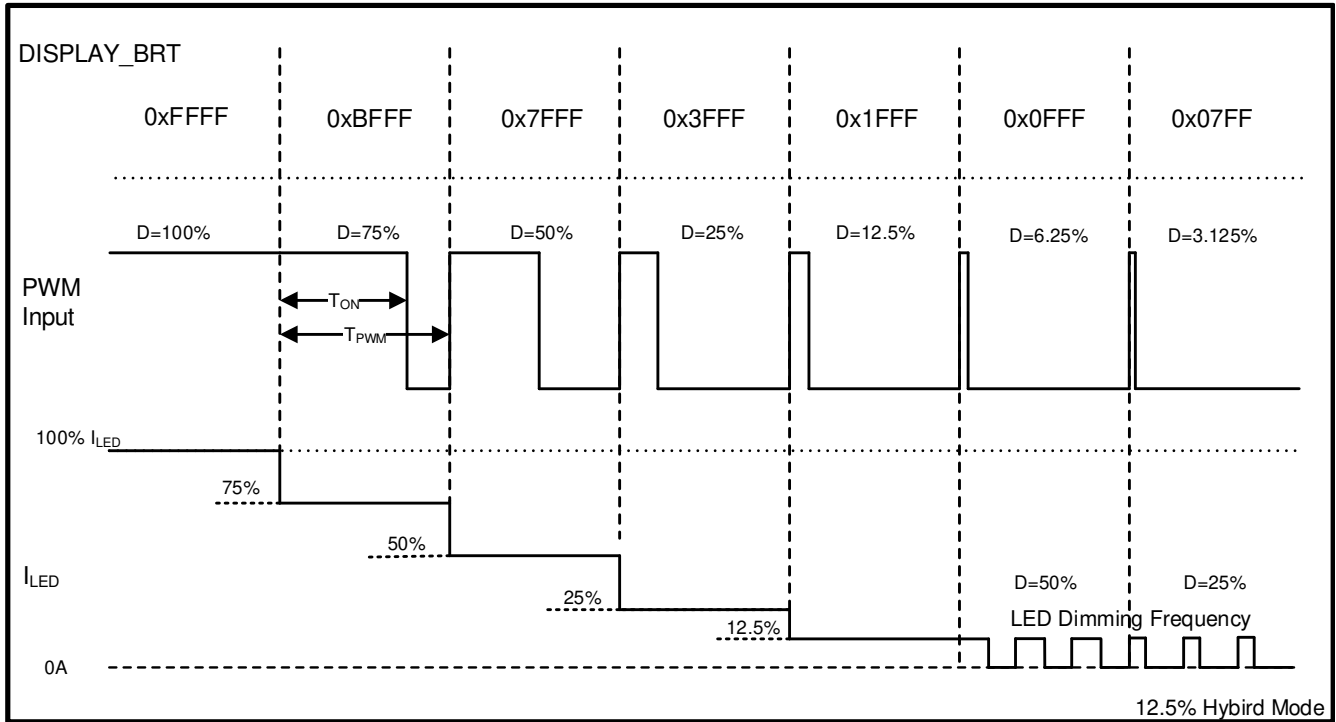 DISPLAY_BRT
0xFFFF 0xBFFF 0x7FFF 0x3FFF 0x1FFF 0x0FFF 0x07FF
D=100% D=75% D=50% D=25% D=12.5% D=6.25% D=3.125%
PWM
Input
TON
TPWM
100% ILED
75%
50%
ILED
25%
12.5%
D=50% D=25%
LED Dimming Frequency
0A
12.5% Hybird Mode